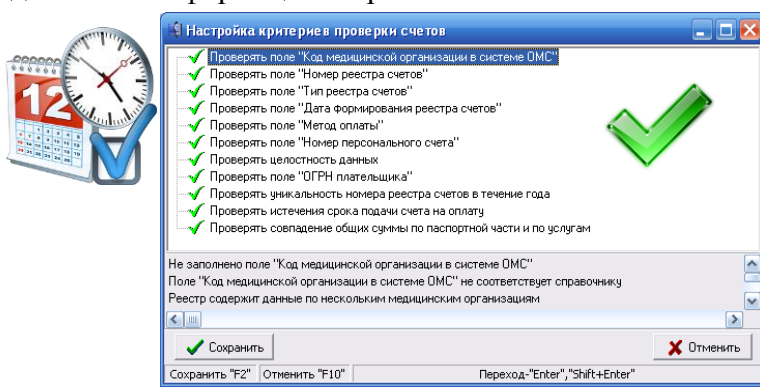 Настройка критериев проверки счетов
Проверять поле "Код медицинской организации в системе ОМС"
Проверять поле "Номер реестра счетов"
Проверять поле "Тип реестра счетов"
Проверять поле "Дата формирования реестра счетов"
Проверять поле "Метод оплаты"
Проверять поле "Номер персонального счета"
Проверять целостность данных
Проверять поле "ОГРН плательщика"
Проверять уникальность номера реестра счетов в течение года
Проверять истечения срока подачи счета на оплату
Проверять совпадение общих суммы по паспортной части и по услугам
12
Не заполнено поле "Код медицинской организации в системе ОМС"
Поле "Код медицинской организации в системе ОМС" не соответствует справочнику
Реестр содержит данные по нескольким медицинским организациям
Сохранить
Отменить
Сохранить "F2" Отменить "F10" Переход-"Enter","Shift+Enter"